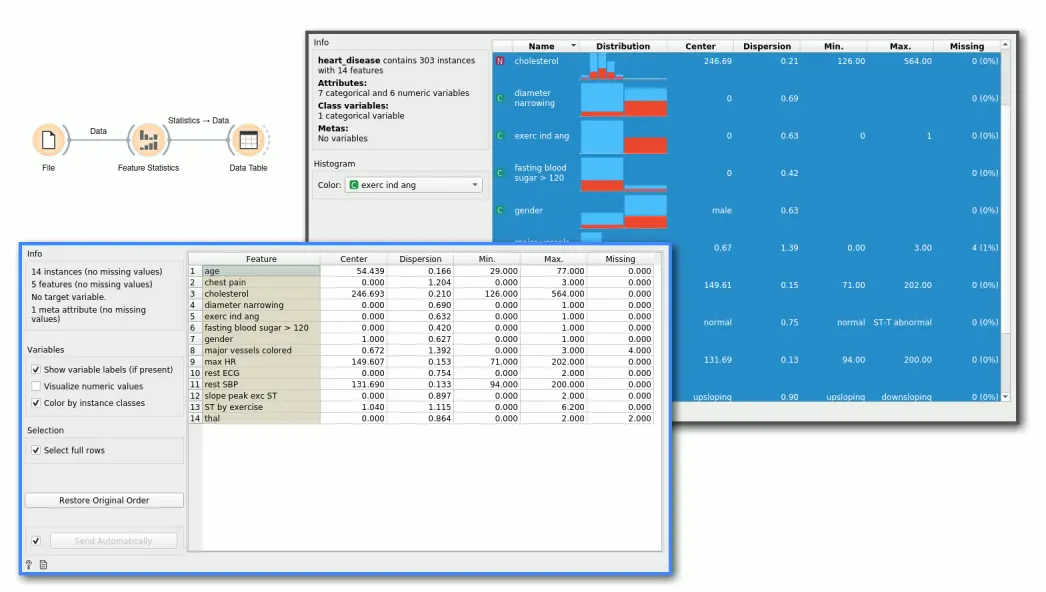 Data
Statistics → Data
File
Feature Statistics
Data Table
Info
heart_disease contains 303 instances
with 14 features
Attributes:
7 categorical and 6 numeric variables
Class variables:
1 categorical variable
Metas:
No variables
Histogram
Color: C exerc ind ang
Name Distribution Center Dispersion Min. Max. Missing
N cholesterol 246.69 0.21 126.00 564.00 0 (0%)
C diameter
narrowing 0 0.69 0 (0%)
C exerc ind ang 0 0.63 0 1 0 (0%)
C fasting blood
sugar > 120 0 0.42 0 (0%)
C gender male 0.63 0 (0%)
major vessels
0.67 1.39 0.00 3.00 4 (1%)
149.61 0.15 71.00 202.00 0 (0%)
normal 0.75 normal ST-T abnormal 0 (0%)
131.69 0.13 94.00 200.00 0 (0%)
upsloping 0.90 upsloping downsloping 0 (0%)
Info
14 instances (no missing values)
5 features (no missing values)
No target variable.
1 meta attribute (no missing
values)
Variables
Show variable labels (if present)
Visualize numeric values
Color by instance classes
Selection
Select full rows
Restore Original Order
Send Automatically
?
Feature Center Dispersion Min. Max. Missing
1 age 54.439 0.166 29.000 77.000 0.000
2 chest pain 0.000 1.204 0.000 3.000 0.000
3 cholesterol 246.693 0.210 126.000 564.000 0.000
4 diameter narrowing 0.000 0.690 0.000 1.000 0.000
5 exerc ind ang 0.000 0.632 0.000 1.000 0.000
6 fasting blood sugar > 120 0.000 0.420 0.000 1.000 0.000
7 gender 1.000 0.627 0.000 1.000 0.000
8 major vessels colored 0.672 1.392 0.000 3.000 4.000
9 max HR 149.607 0.153 71.000 202.000 0.000
10 rest ECG 0.000 0.754 0.000 2.000 0.000
11 rest SBP 131.690 0.133 94.000 200.000 0.000
12 slope peak exc ST 0.000 0.897 0.000 2.000 0.000
13 ST by exercise 1.040 1.115 0.000 6.200 0.000
14 thal 0.000 0.864 0.000 2.000 2.000